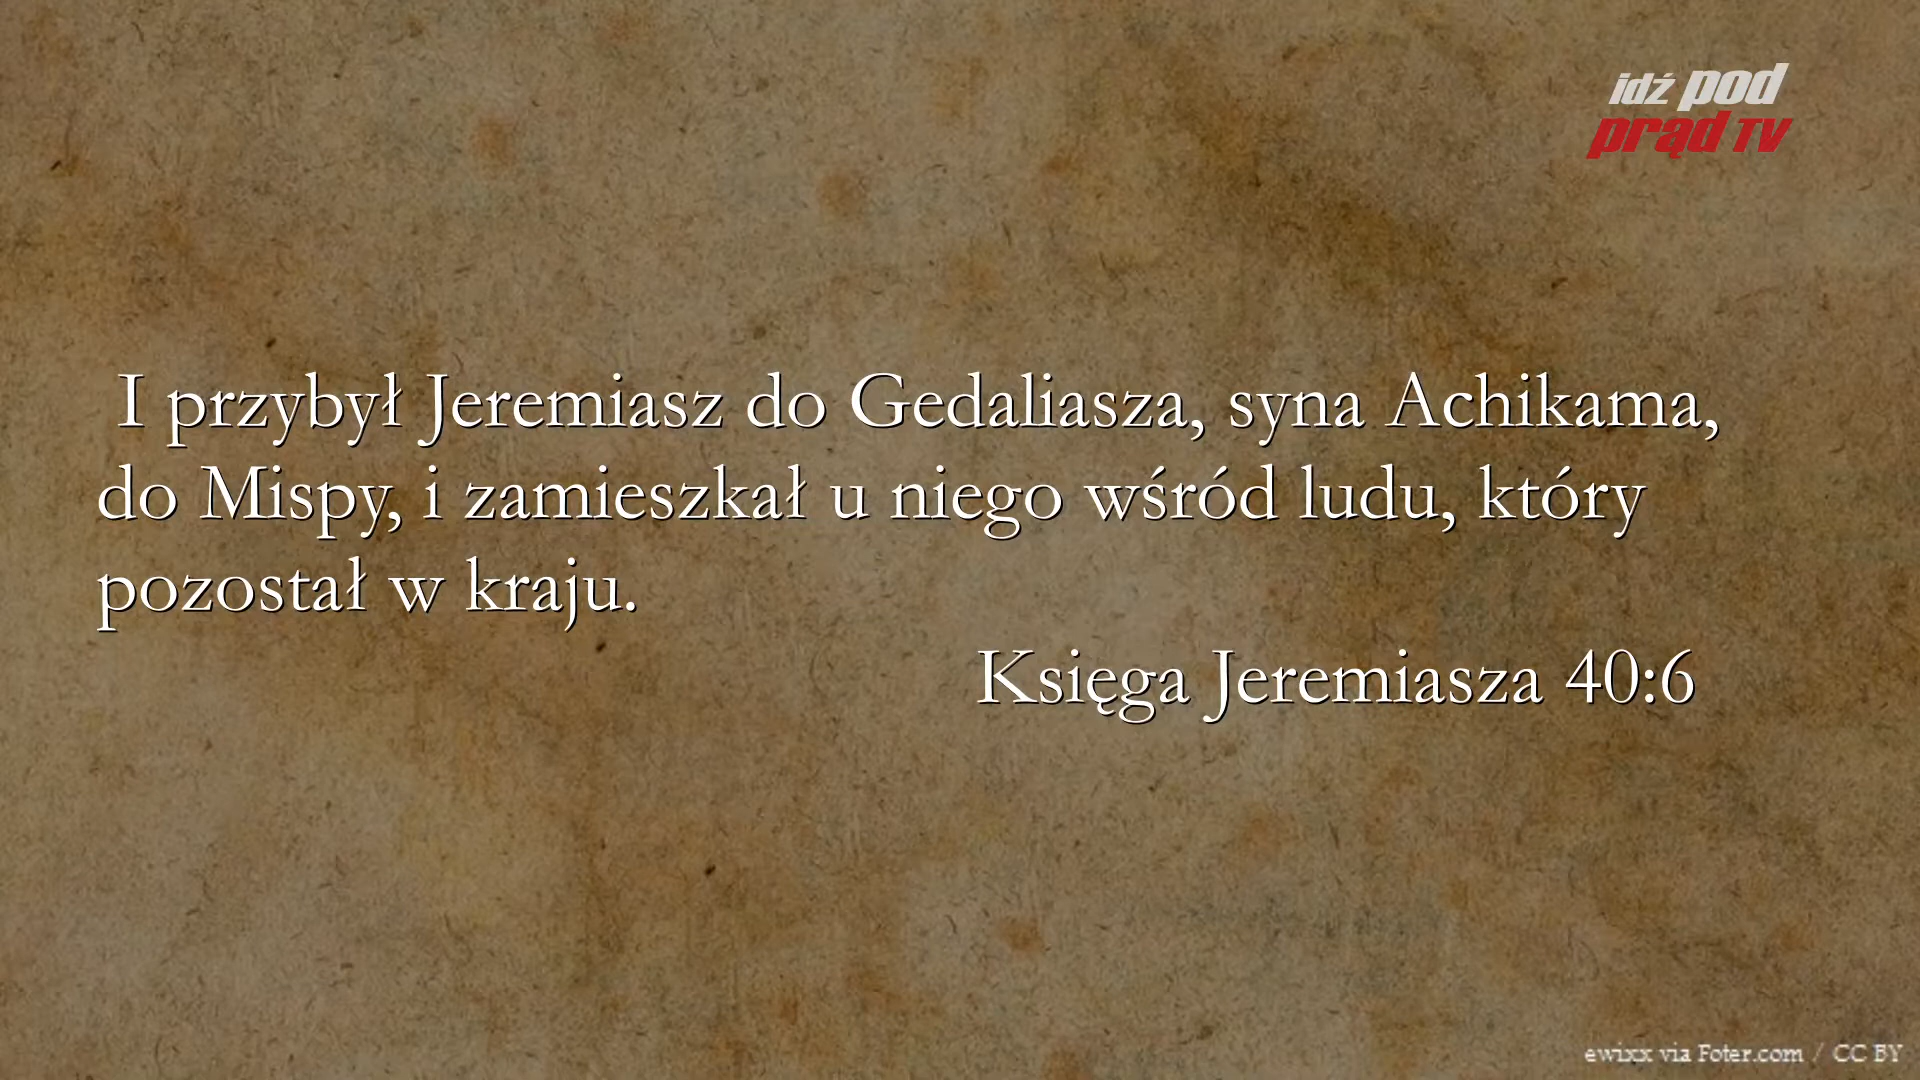 idź pod
prąd TV
I przybył Jeremiasz do Gedaliasza, syna Achikama,
do Mispy, i zamieszkał u niego wśród ludu, który
pozostał w kraju.
Księga Jeremiasza 40:6
ewixx via Foter.com / CC BY